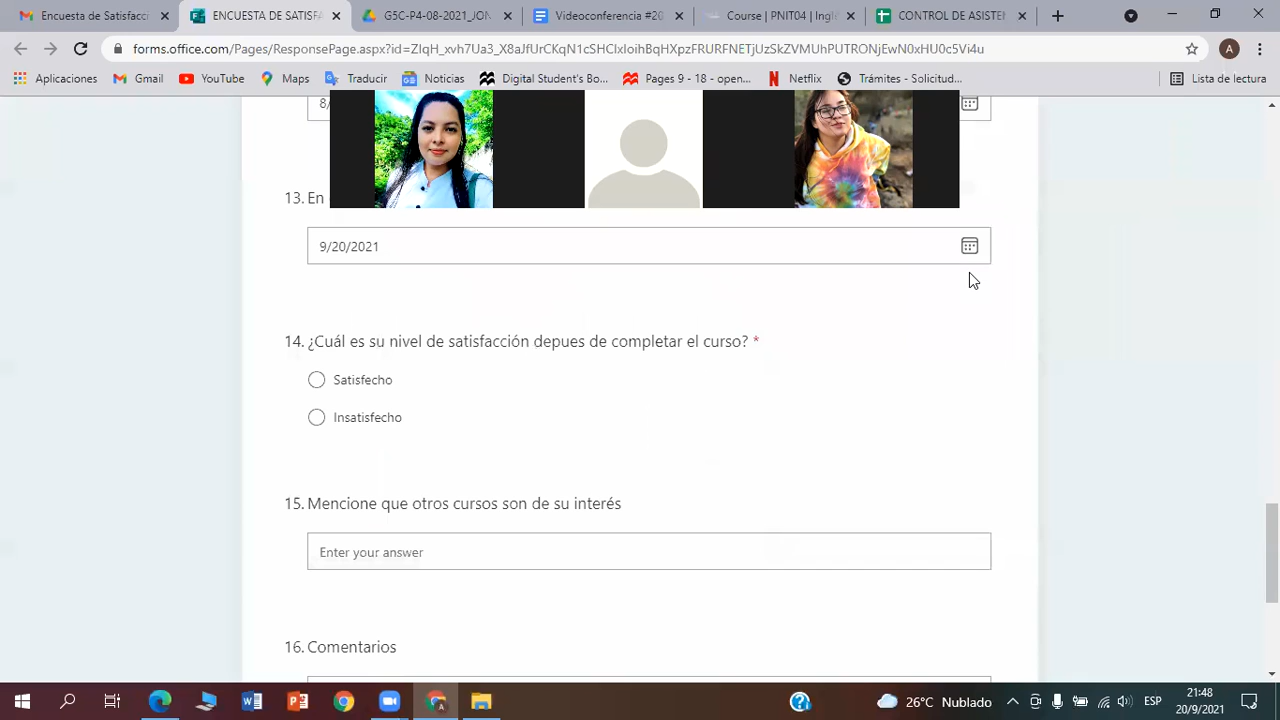 Encuesta de Satisfacci
ENCUESTA DE SATISFA
G5C-P4-08-2021_JON
Videoconferencia #20
Course | PNIT04 | Ingl
CONTROL DE ASISTE
forms.office.com/Pages/ResponsePage.aspx?id=
A
Aplicaciones
Gmail
YouTube
Maps
Traducir
Noticias
Digital Student's Bo...
Pages 9 - 18 - Open...
Netflix
Trámites - Solicitud...
Lista de lectura
8/
13. En
9/20/2021
14. ¿Cuál es su nivel de satisfacción depues de completar el curso? *
Satisfecho
Insatisfecho
15. Mencione que otros cursos son de su interés
Enter your answer
16. Comentarios
26°C Nublado
ESP
21:48
20/9/2021